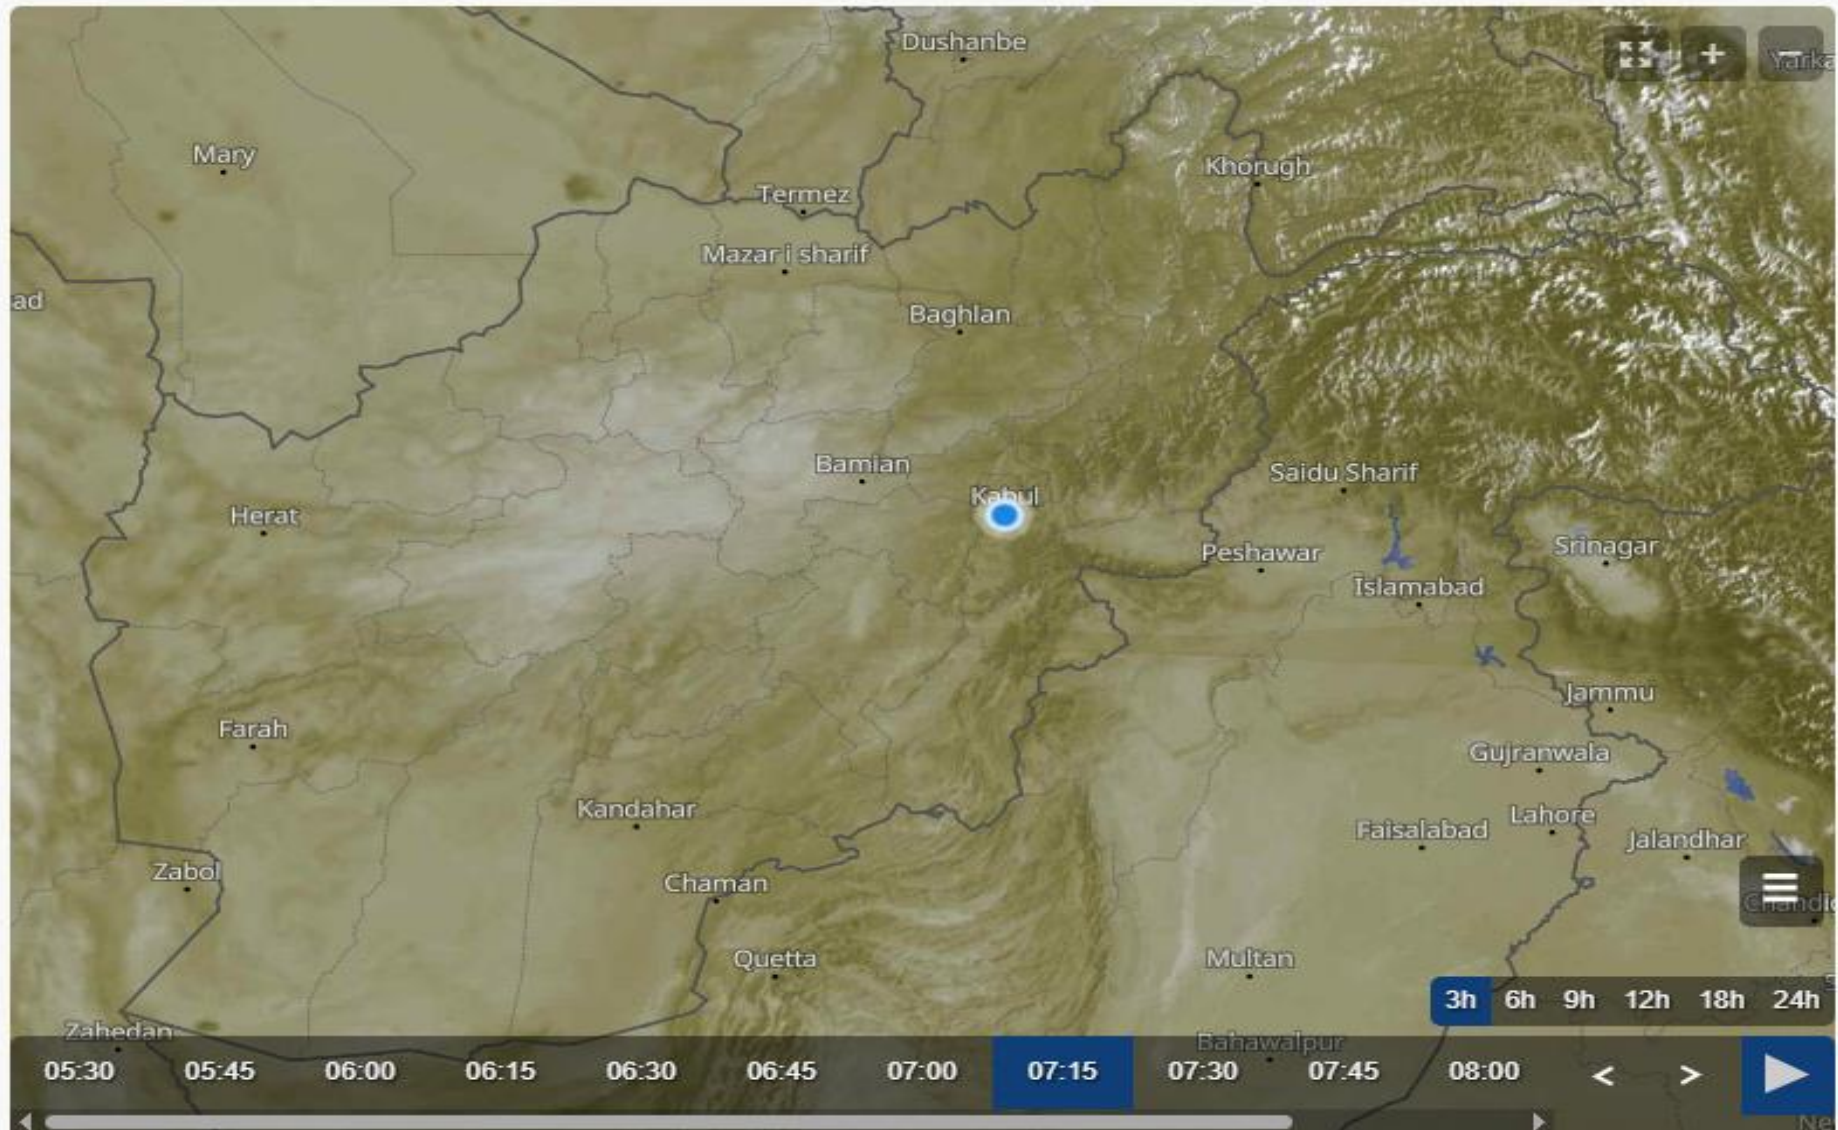 Dushanbe
Yarka
Mary
Khorugh
Termez
Mazar i sharif
ad
Baghlan
Bamian
Saidu Sharif
Kabul
Herat
Srinagar
Peshawar
Islamabad
Jammu
Farah
Gujranwala
Kandahar
Lahore
Faisalabad
Jalandhar
Zabol
Chaman
Chandig
Quetta
Multan
3h 6h 9h 12h 18h 24h
Zahedan
Bahawalpur
05:30 05:45 06:00 06:15 06:30 06:45 07:00 07:15 07:30 07:45 08:00 < >
Ne